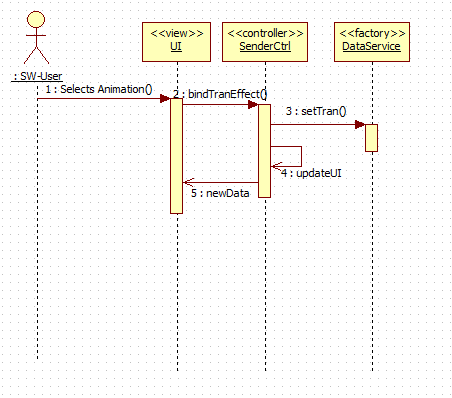 <<view>>
UI
<<controller>>
SenderCtrl
<<factory>>
DataService
: SW-User
1 : Selects Animation()
2 : bindTranEffect()
3 : setTran()
4 : updateUI
5 : newData